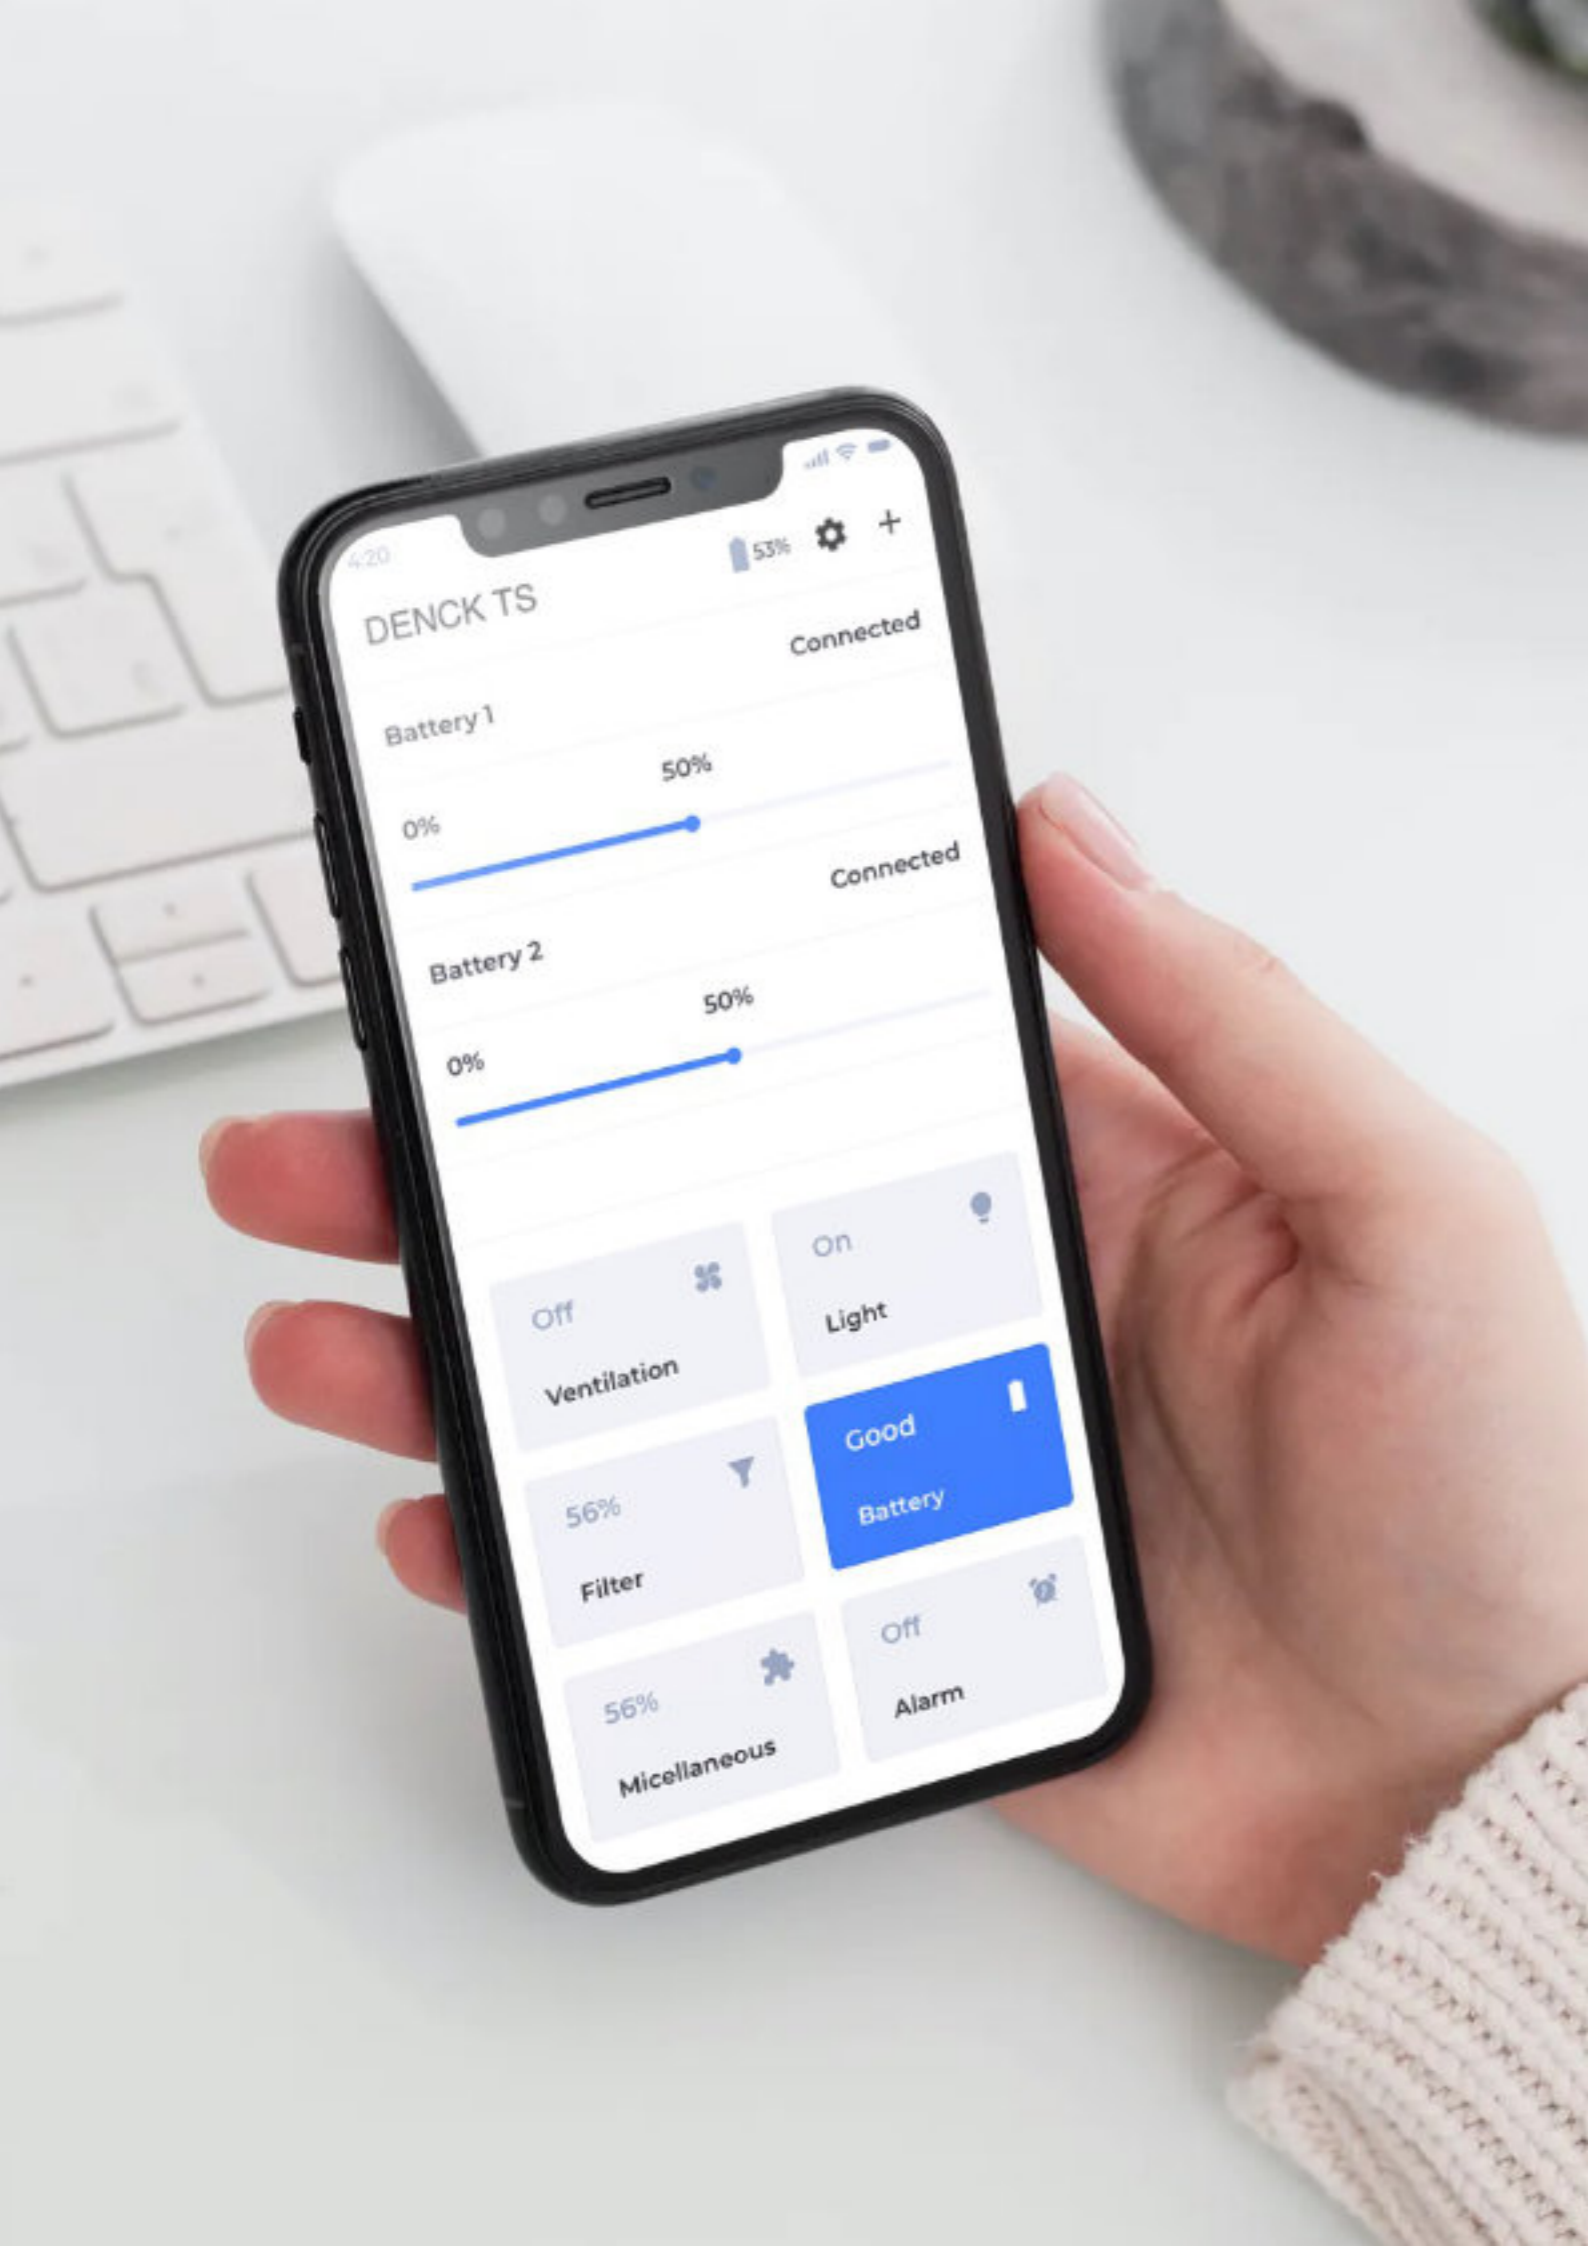 4:20
53%
DENCK TS
Connected
Battery 1
50%
0%
Connected
Battery 2
50%
0%
Off
Ventilation
On
Light
56%
Filter
Good
Battery
56%
Micellaneous
Off
Alarm